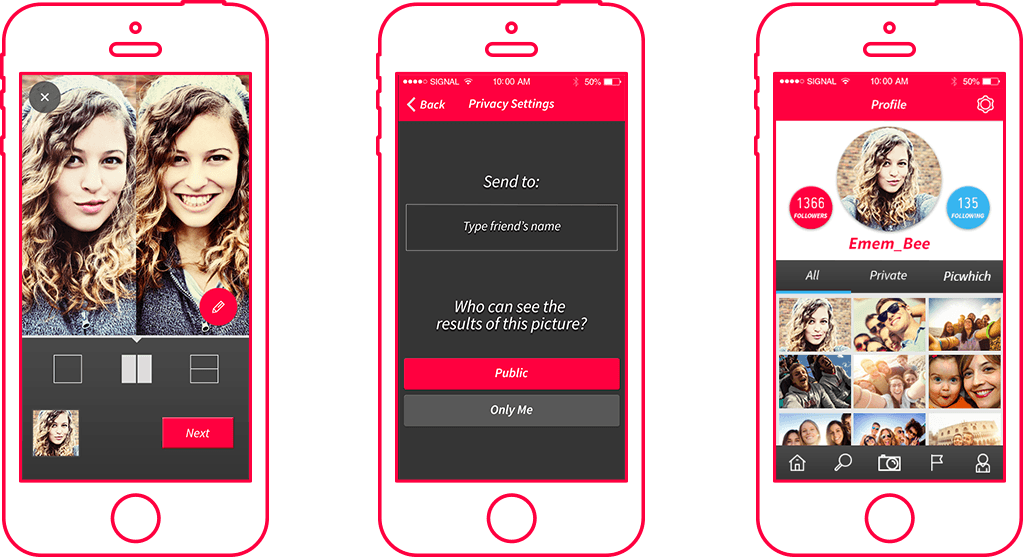 Next
SIGNAL 10:00 AM 50%
Back Privacy Settings
Send to:
Type friend's name
Who can see the
results of this picture?
Public
Only Me
SIGNAL 10:00 AM 50%
Profile
1366
FOLLOWERS
135
FOLLOWING
Emem_Bee
All Private Picwhich